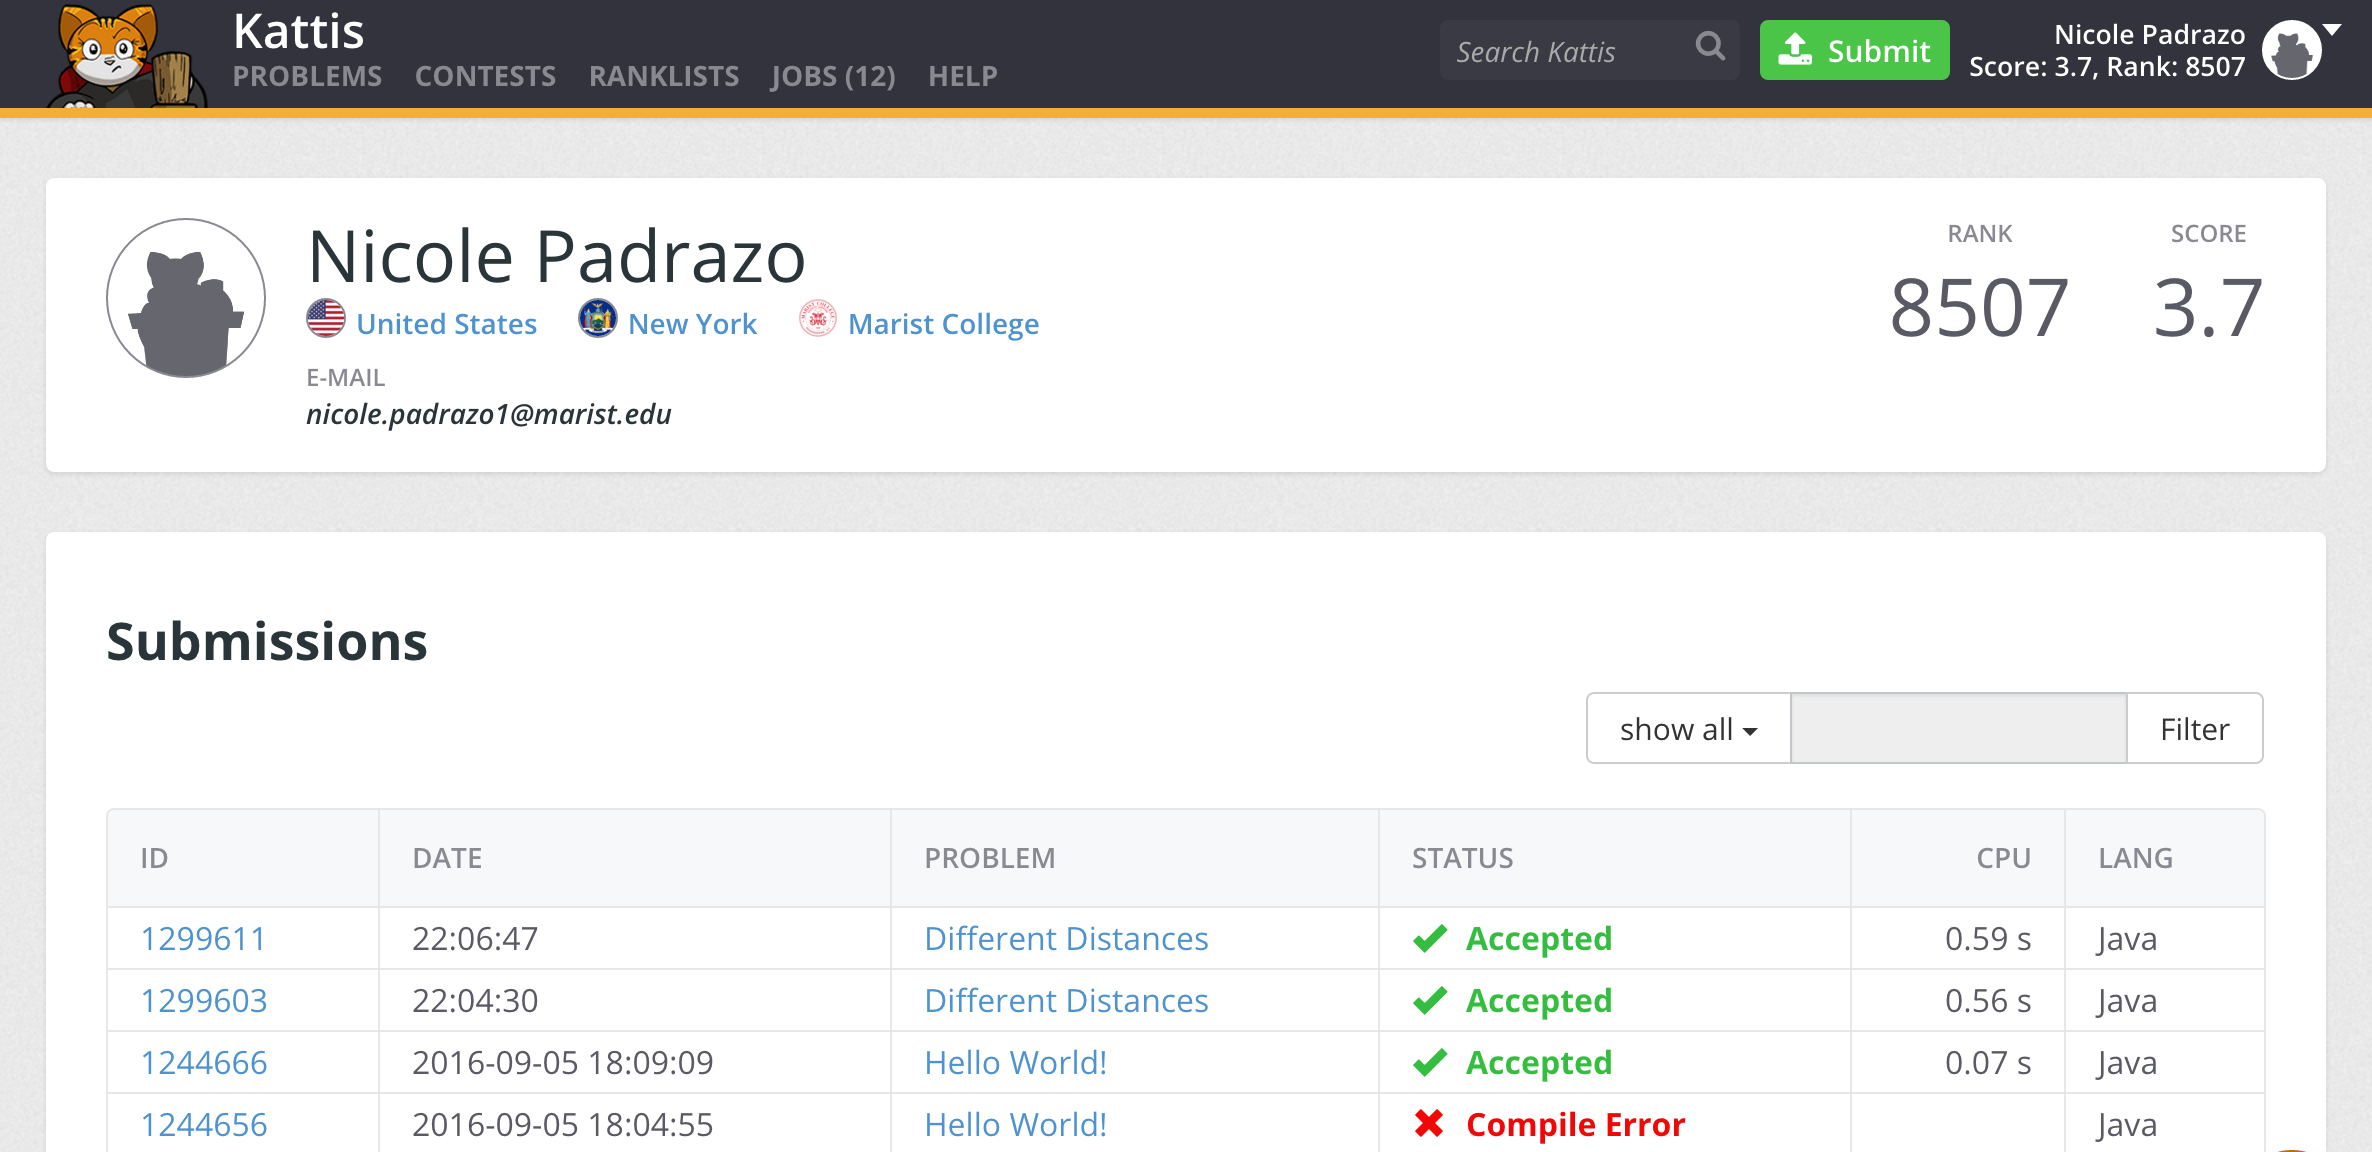 Kattis
PROBLEMS CONTESTS RANKLISTS JOBS (12) HELP
Search Kattis
Submit
Nicole Padrazo
Score: 3.7, Rank: 8507
Nicole Padrazo
United States New York Marist College
E-MAIL
nicole.padrazo1@marist.edu
RANK
8507
SCORE
3.7
Submissions
show all Filter
ID DATE PROBLEM STATUS CPU LANG
1299611 22:06:47 Different Distances Accepted 0.59 s Java
1299603 22:04:30 Different Distances Accepted 0.56 s Java
1244666 2016-09-05 18:09:09 Hello World! Accepted 0.07 s Java
1244656 2016-09-05 18:04:55 Hello World! Compile Error Java